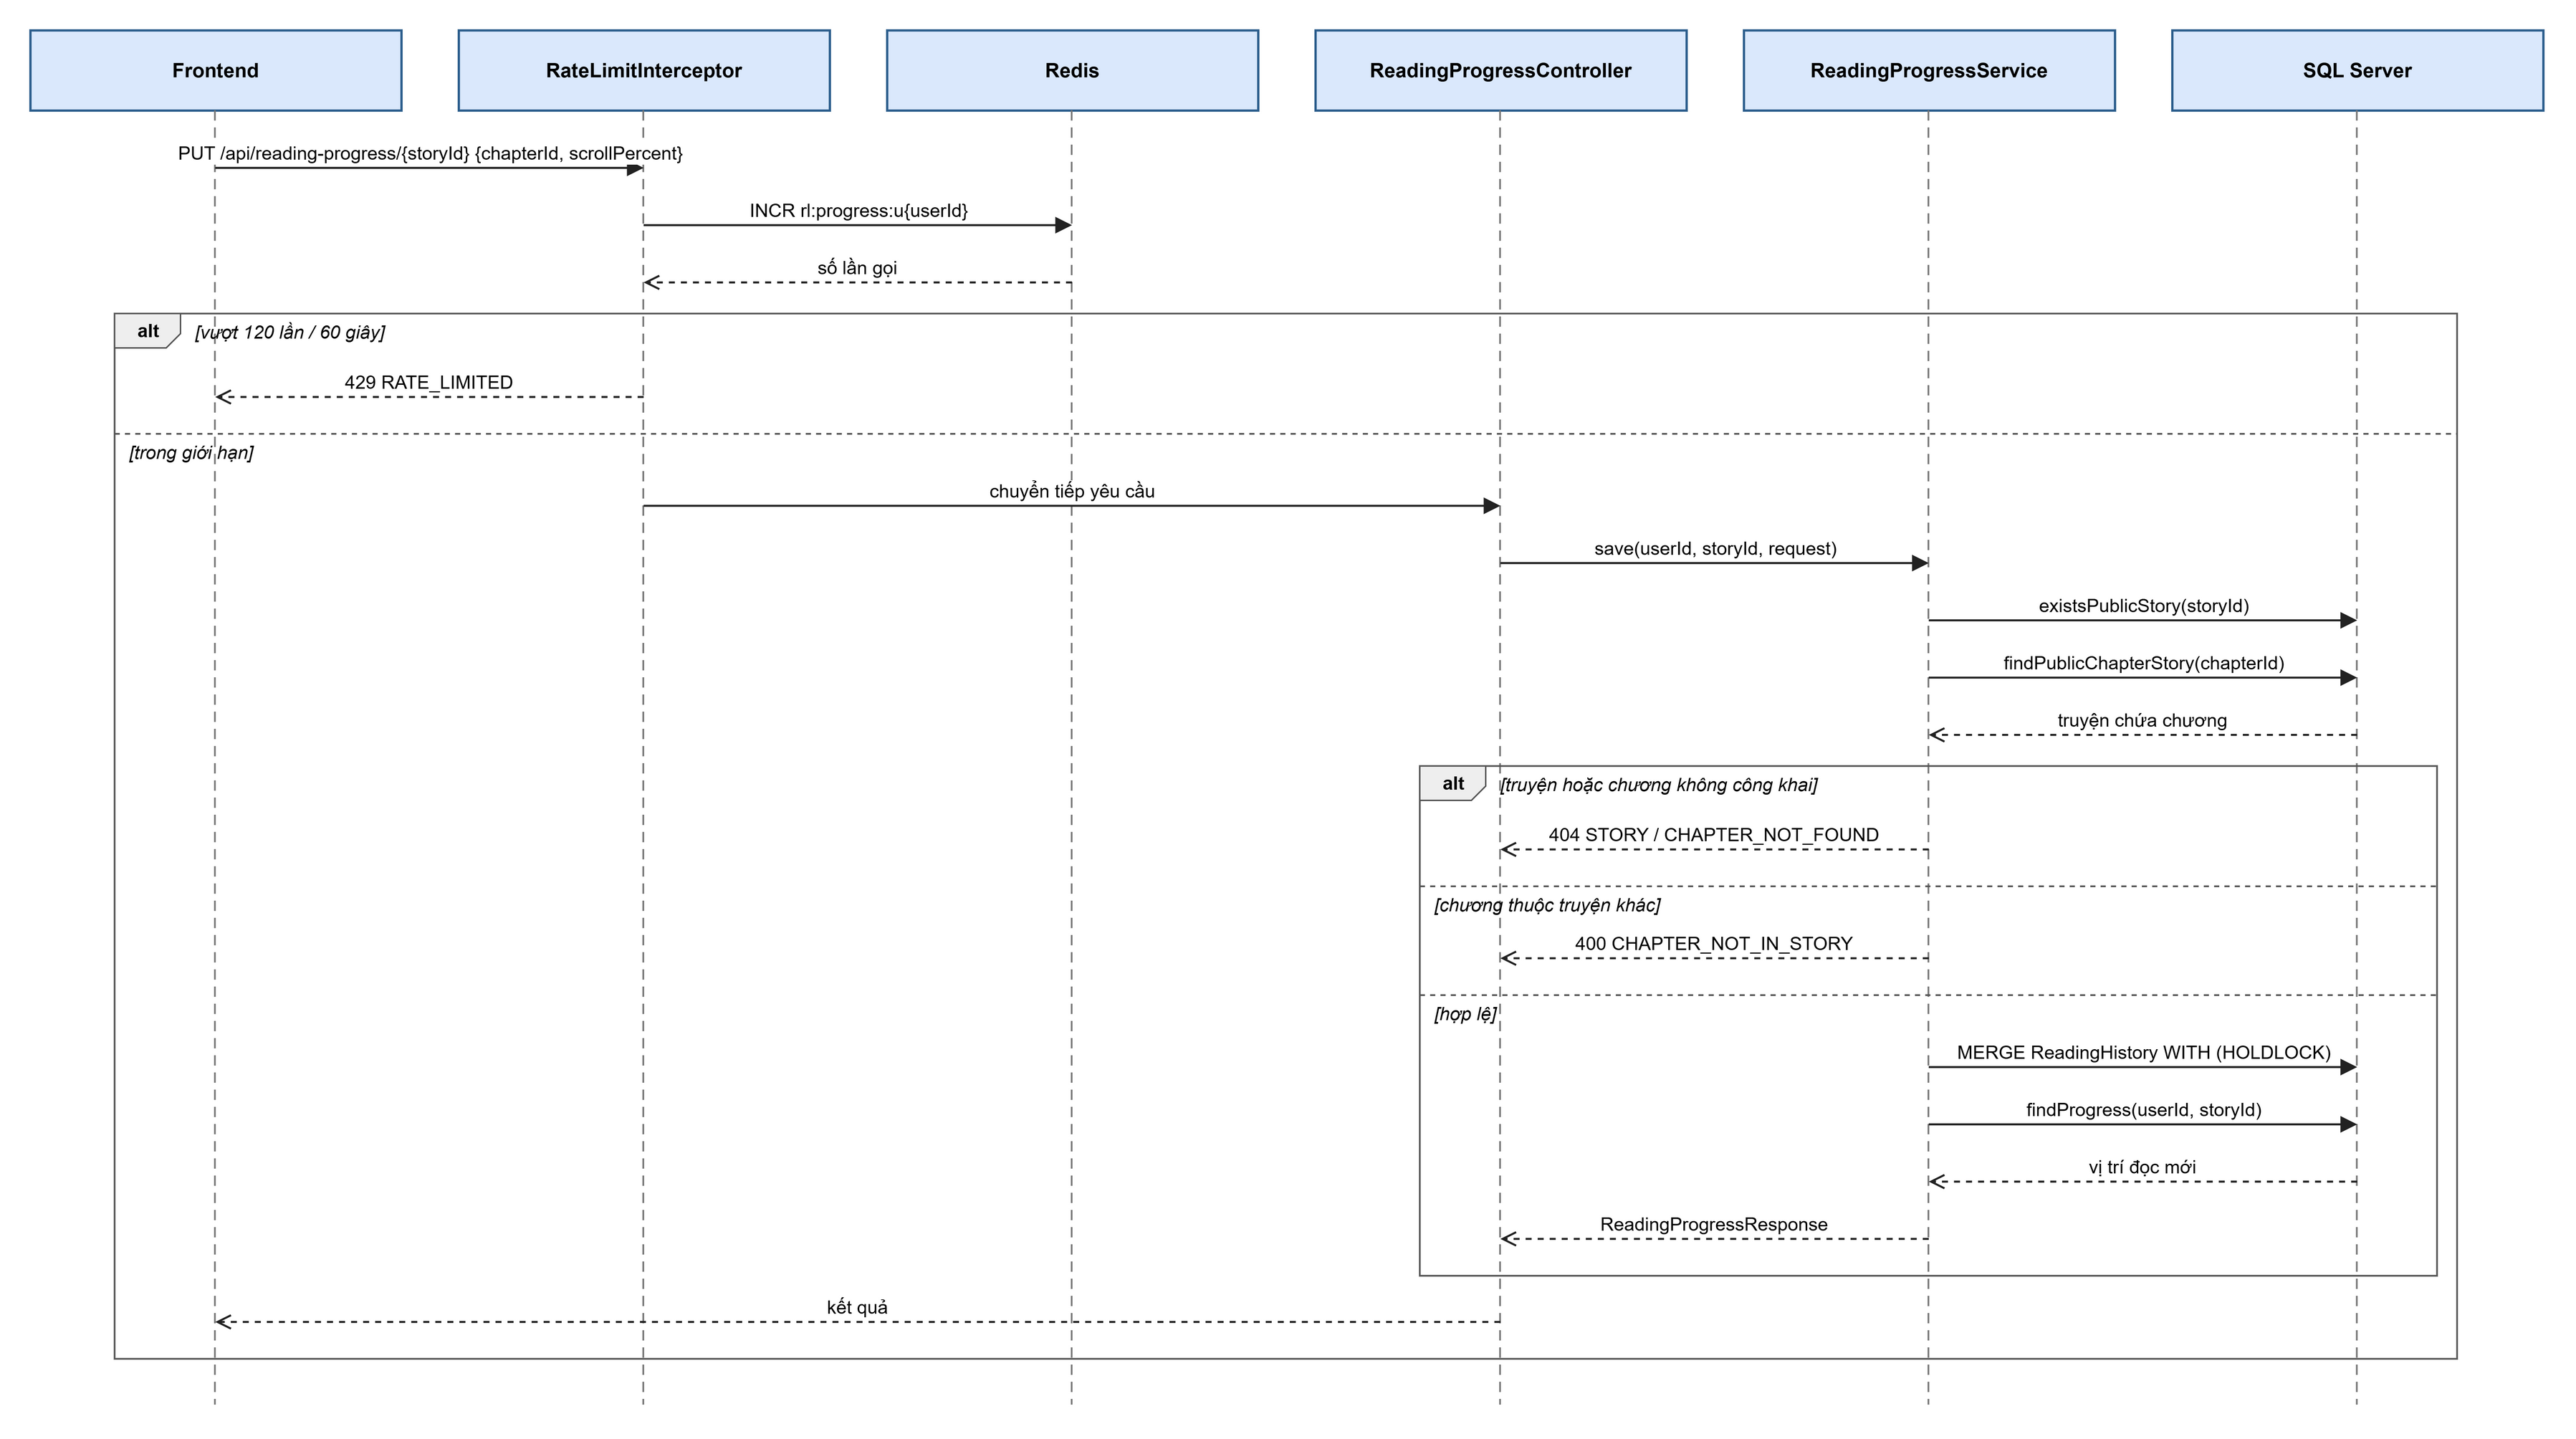 Frontend
RateLimitInterceptor
Redis
ReadingProgressController
ReadingProgressService
SQL Server
PUT /api/reading-progress/{storyId} {chapterId, scrollPercent}
INCR rl:progress:u{userId}
số lần gọi
alt
[vượt 120 lần / 60 giây]
429 RATE_LIMITED
[trong giới hạn]
chuyển tiếp yêu cầu
save(userId, storyId, request)
existsPublicStory(storyId)
findPublicChapterStory(chapterId)
truyện chứa chương
alt
[truyện hoặc chương không công khai]
404 STORY / CHAPTER_NOT_FOUND
[chương thuộc truyện khác]
400 CHAPTER_NOT_IN_STORY
[hợp lệ]
MERGE ReadingHistory WITH (HOLDLOCK)
findProgress(userId, storyId)
vị trí đọc mới
ReadingProgressResponse
kết quả